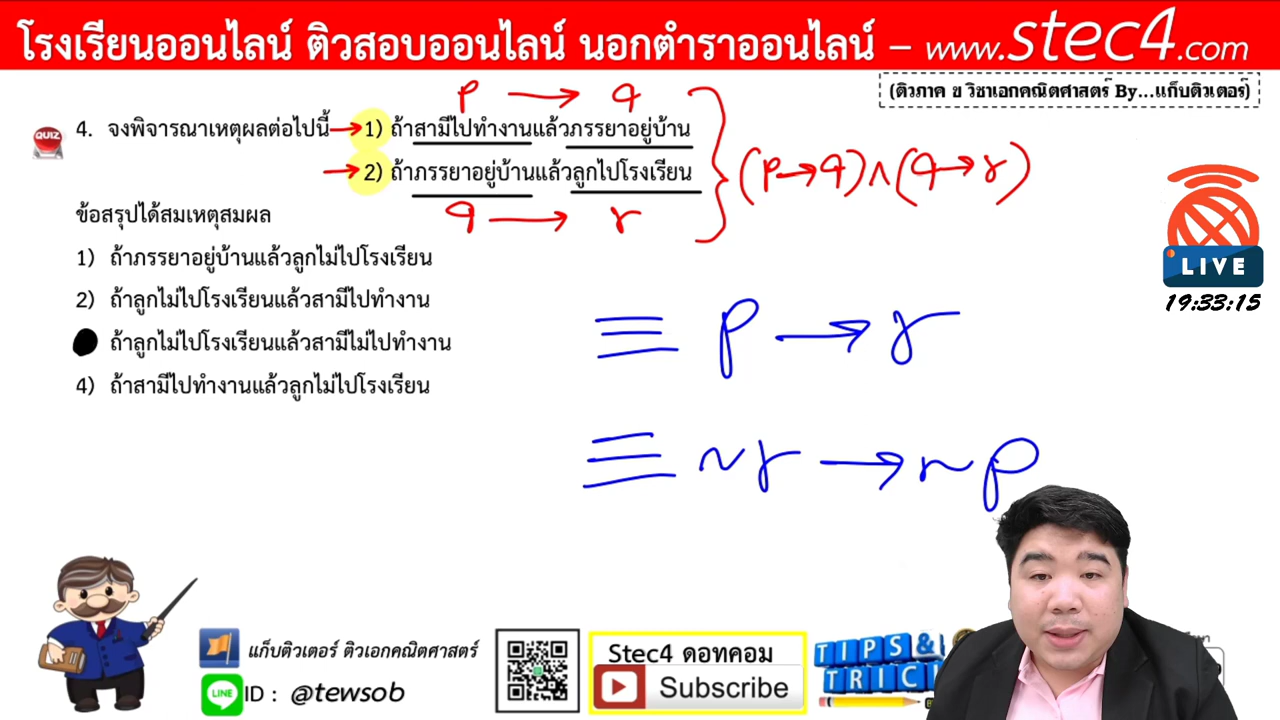 โรงเรียนออนไลน์ ติวสอบออนไลน์ นอกตำราออนไลน์ – www.stec4.com
(ติวภาค ข วิชาเอกคณิตศาสตร์ By...แก๊บติวเตอร์)
p → q
QUIZ
4. จงพิจารณาเหตุผลต่อไปนี้ → 1) ถ้าสามีไปทำงานแล้วภรรยาอยู่บ้าน
→ 2) ถ้าภรรยาอยู่บ้านแล้วลูกไปโรงเรียน
(p→q)∧(q→r)
q → r
ข้อสรุปได้สมเหตุสมผล
1) ถ้าภรรยาอยู่บ้านแล้วลูกไม่ไปโรงเรียน
2) ถ้าลูกไม่ไปโรงเรียนแล้วสามีไปทำงาน
ถ้าลูกไม่ไปโรงเรียนแล้วสามีไม่ไปทำงาน
4) ถ้าสามีไปทำงานแล้วลูกไม่ไปโรงเรียน
LIVE
19:33:15
≡ p → r
≡ ~r → ~p
แก๊บติวเตอร์ ติวเอกคณิตศาสตร์
LINE ID : @tewsob
Stec4 ดอทคอม
Subscribe
TIPS &
TRIC